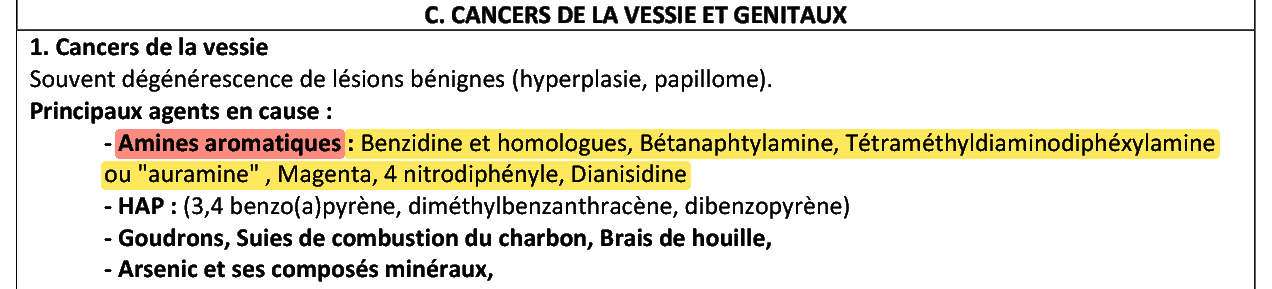 C. CANCERS DE LA VESSIE ET GENITAUX
1. Cancers de la vessie
Souvent dégénérescence de lésions bénignes (hyperplasie, papillome).
Principaux agents en cause :
- Amines aromatiques : Benzidine et homologues, Bétanaphtylamine, Tétraméthyldiaminodiphéxylamine
ou "auramine" , Magenta, 4 nitrodiphényle, Dianisidine
- HAP : (3,4 benzo(a)pyrène, diméthylbenzanthracène, dibenzopyrène)
- Goudrons, Suies de combustion du charbon, Brais de houille,
- Arsenic et ses composés minéraux,